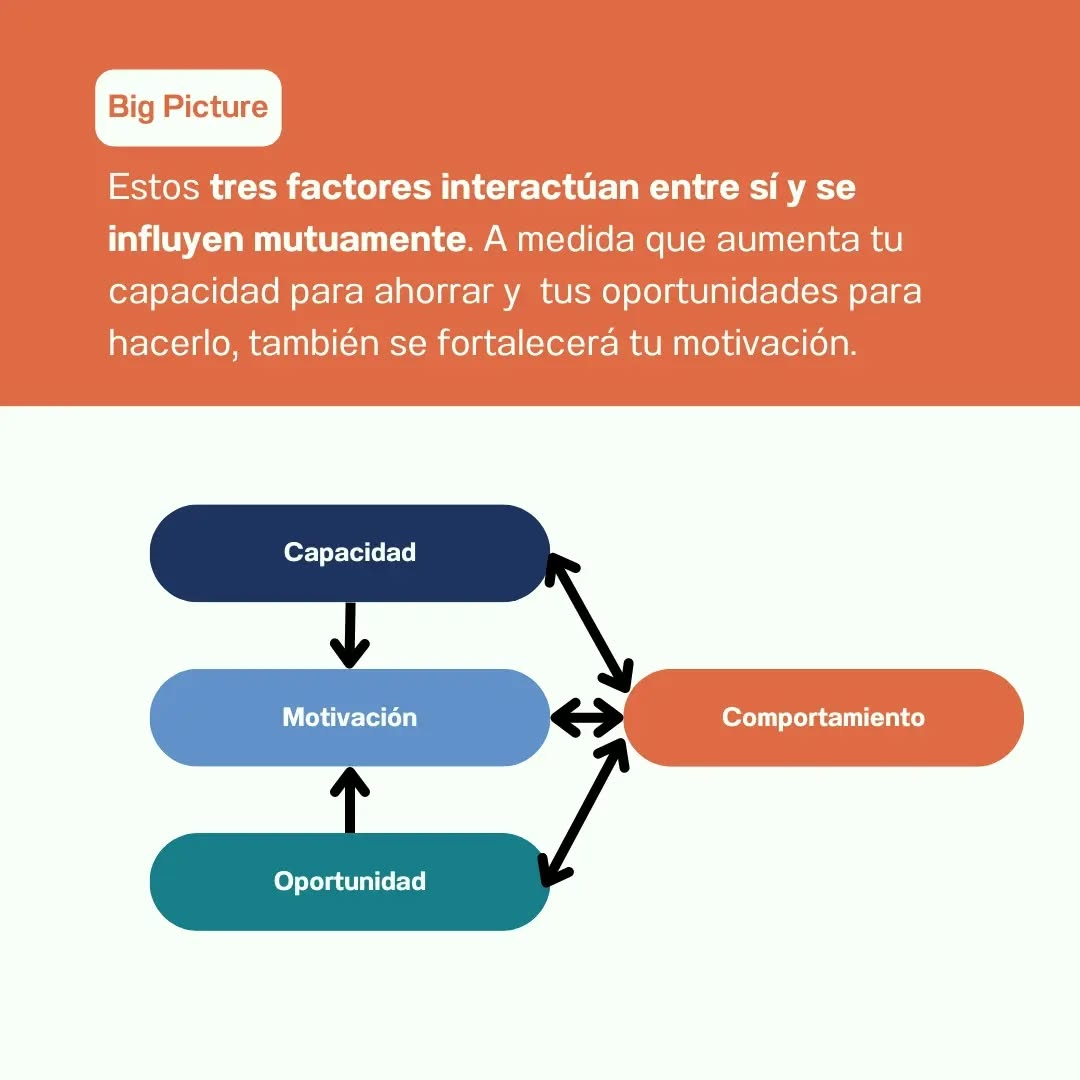 Big Picture
Estos tres factores interactúan entre sí y se
influyen mutuamente. A medida que aumenta tu
capacidad para ahorrar y  tus oportunidades para
hacerlo, también se fortalecerá tu motivación.
Capacidad
Motivación
Comportamiento
Oportunidad